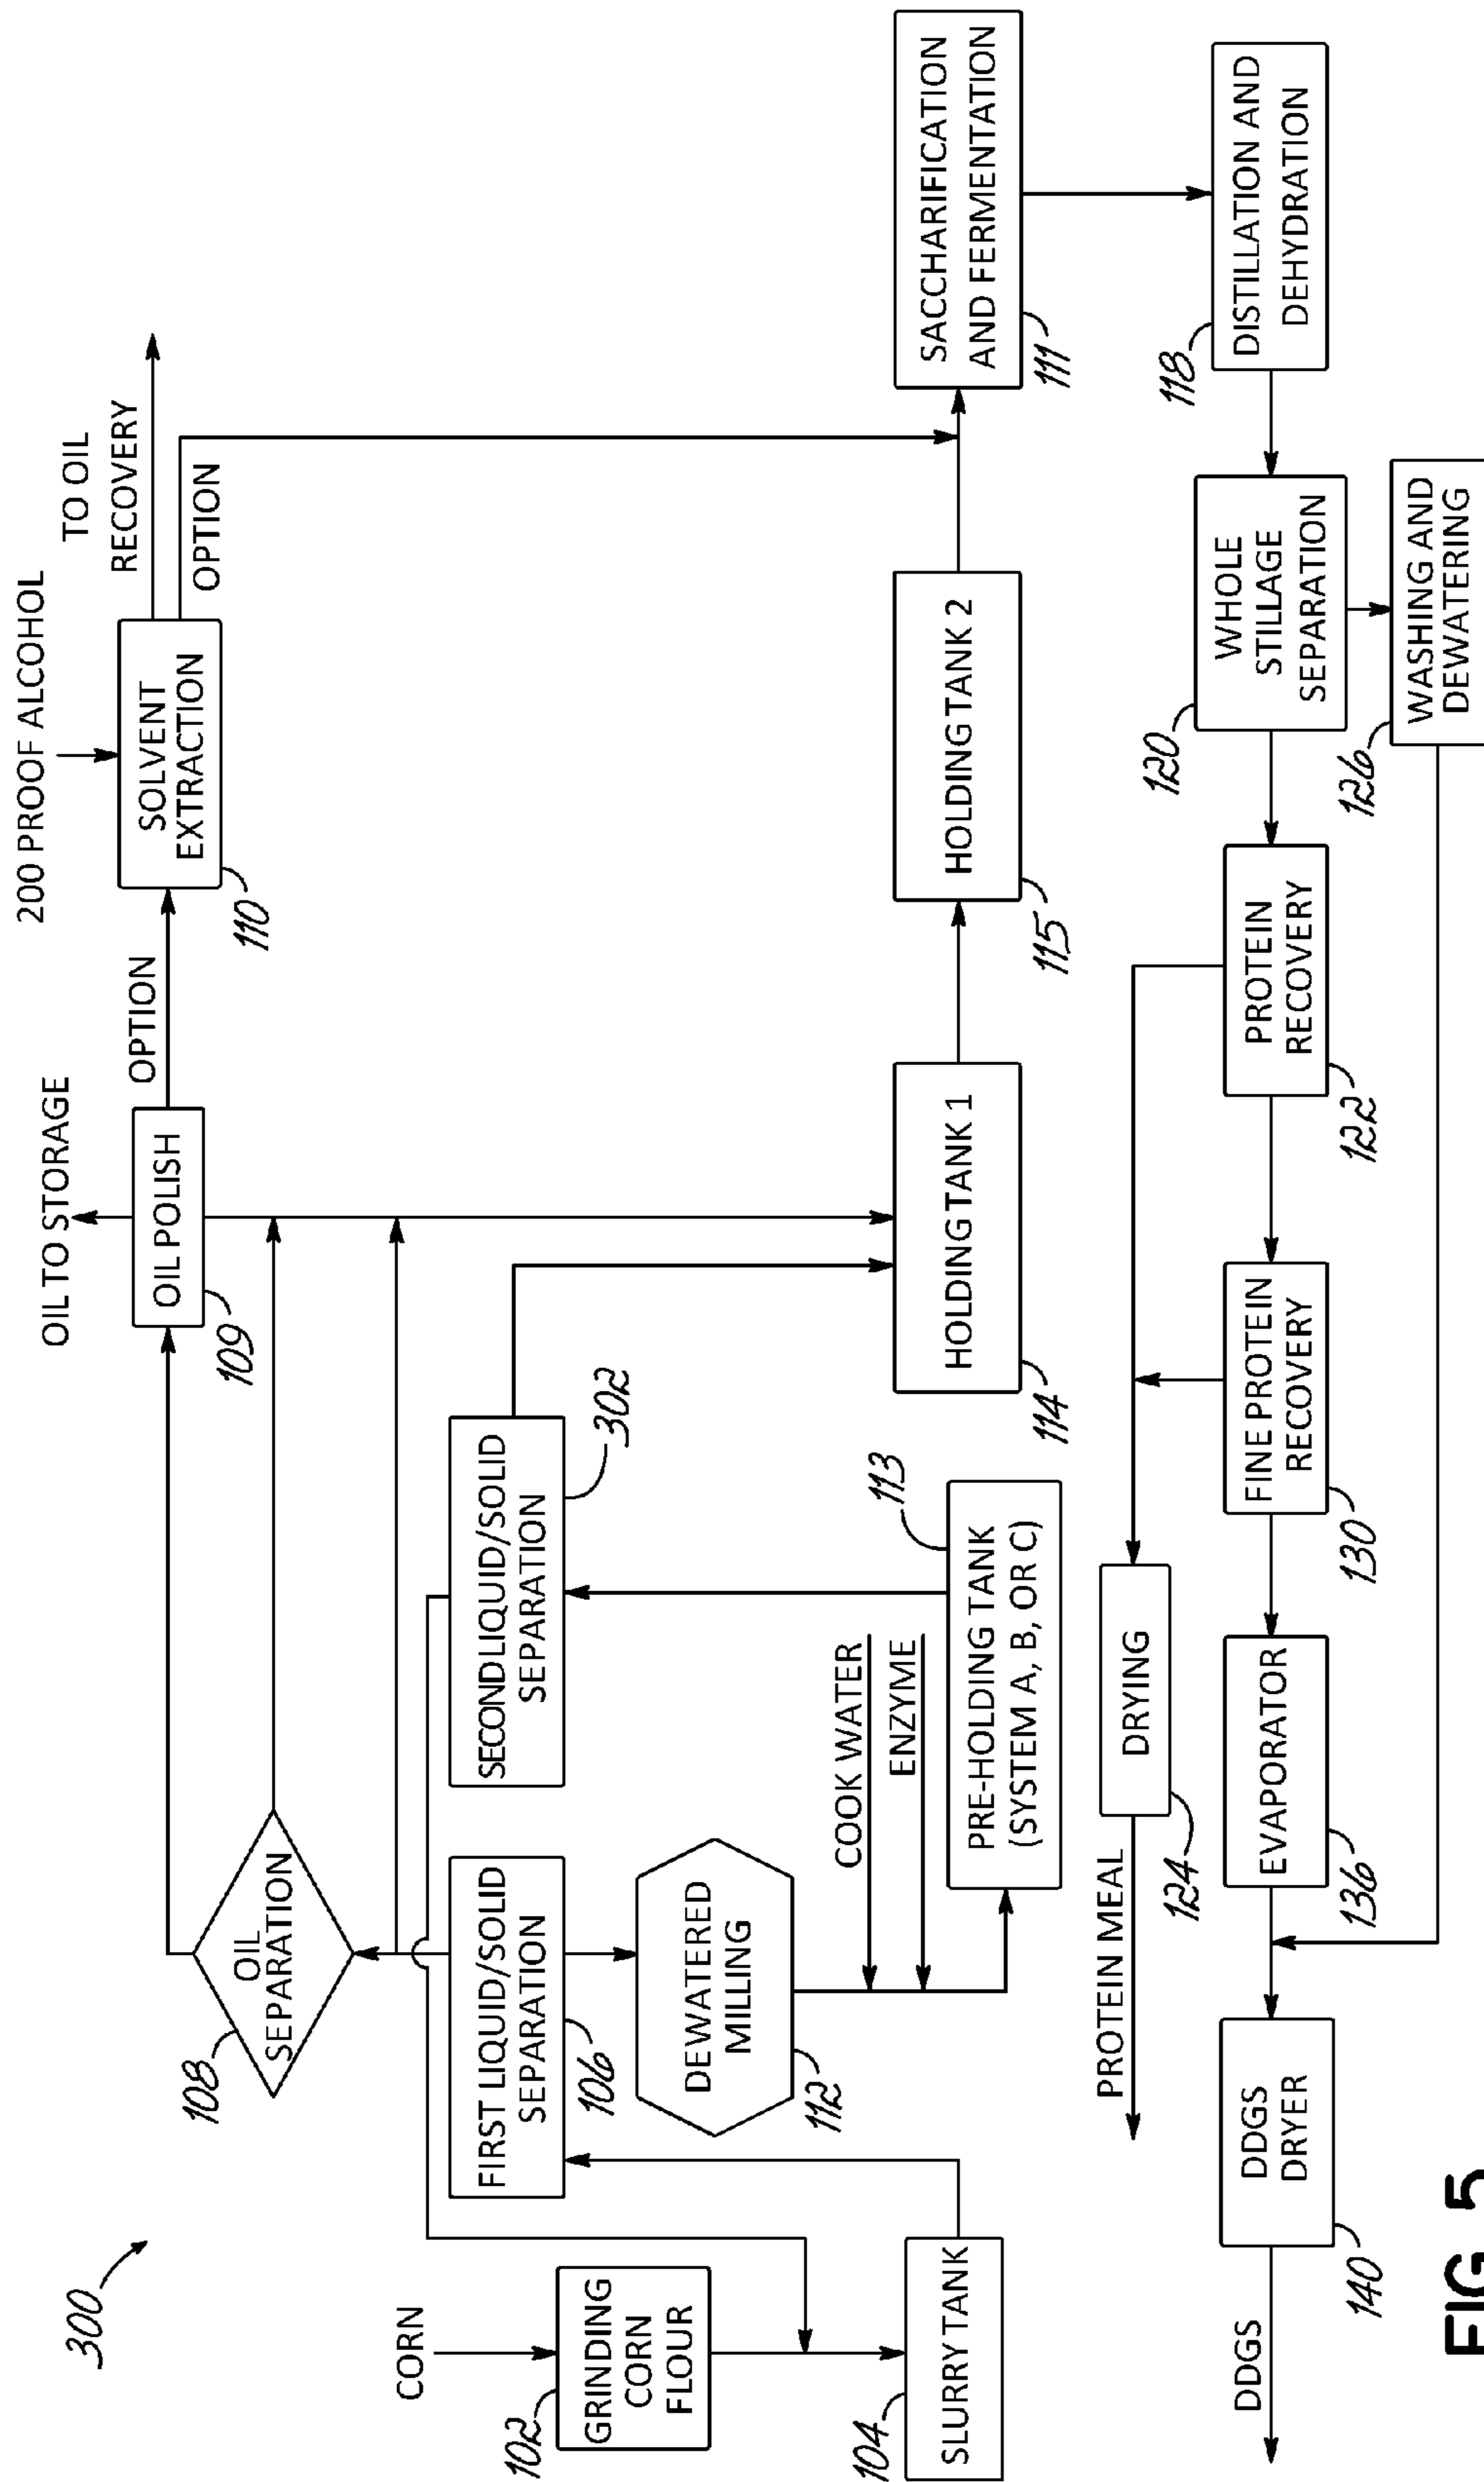 300
200 PROOF ALCOHOL
OIL TO STORAGE
TO OIL
RECOVERY
OPTION
OPTION
OIL POLISH
109
SOLVENT
EXTRACTION
110
OIL
SEPARATION
108
CORN
GRINDING
CORN
FLOUR
102
FIRST LIQUID/SOLID
SEPARATION
106
SECOND LIQUID/SOLID
SEPARATION
302
DEWATERED
MILLING
112
COOK WATER
ENZYME
113
SLURRY TANK
104
PRE-HOLDING TANK
(SYSTEM A, B, OR C)
HOLDING TANK 1
114
HOLDING TANK 2
115
SACCHARIFICATION
AND FERMENTATION
111
PROTEIN MEAL
DRYING
124
DDGS
DDGS
DRYER
140
EVAPORATOR
136
FINE PROTEIN
RECOVERY
130
PROTEIN
RECOVERY
122
WHOLE
STILLAGE
SEPARATION
120
DISTILLATION AND
DEHYDRATION
118
WASHING AND
DEWATERING
126
FIG 5